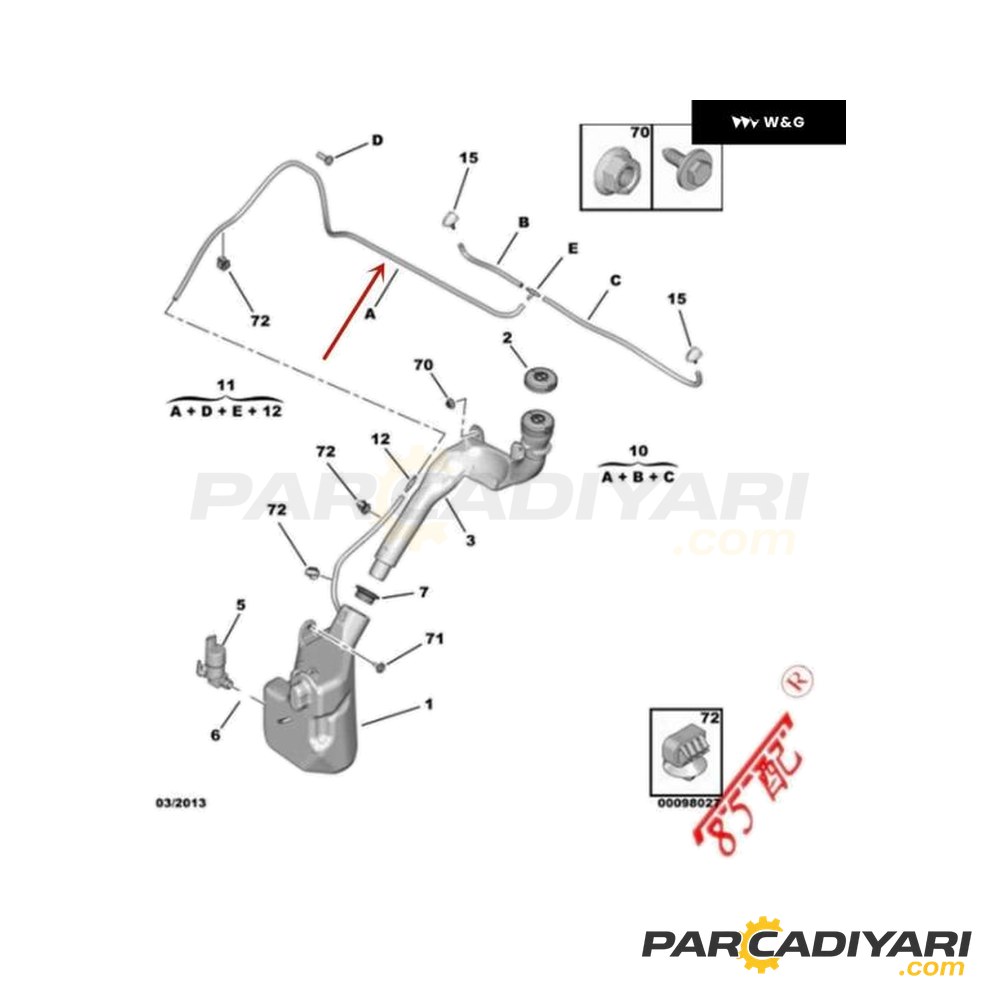 W&G
70
D
15
B
E
C
15
72
A
2
11
A + D + E + 12
70
10
A + B + C
72
12
PARCADIYARI
.com
72
3
5
7
71
6
1
®
72
85配
03/2013
00098027
PARCADIYARI
.com